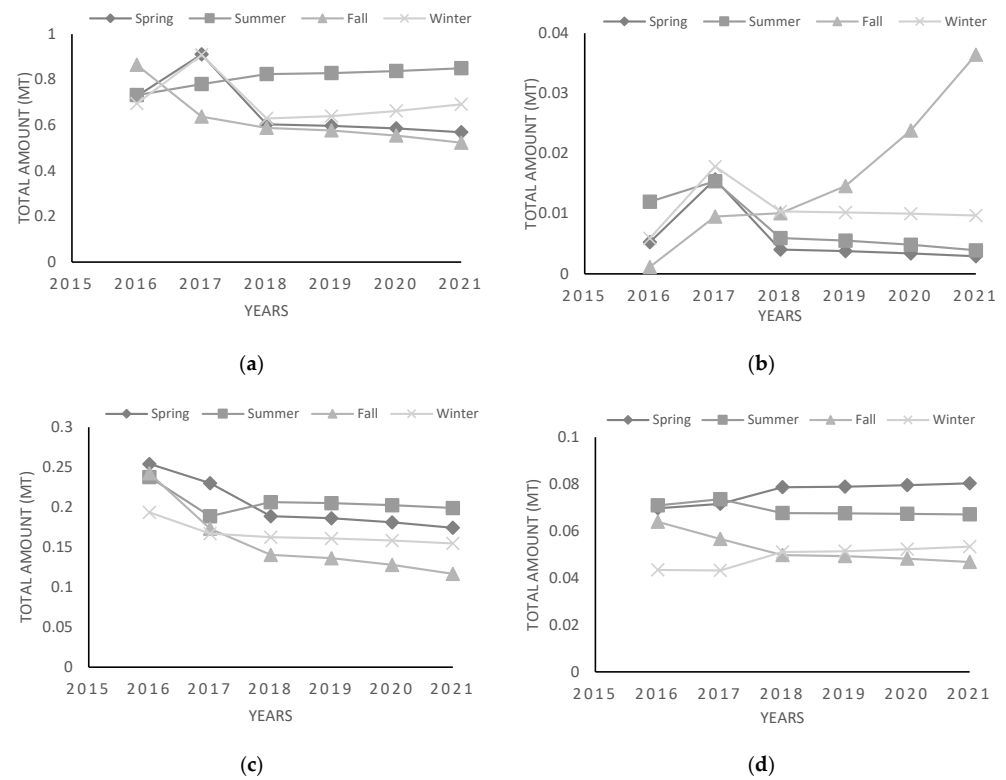 Spring Summer Fall Winter
TOTAL AMOUNT (MT)
1
0.8
0.6
0.4
0.2
0
2015 2016 2017 2018 2019 2020 2021
YEARS
(a)
Spring Summer Fall Winter
TOTAL AMOUNT (MT)
0.04
0.03
0.02
0.01
0
2015 2016 2017 2018 2019 2020 2021
YEARS
(b)
Spring Summer Fall Winter
TOTAL AMOUNT (MT)
0.3
0.25
0.2
0.15
0.1
0.05
0
2015 2016 2017 2018 2019 2020 2021
YEARS
(c)
Spring Summer Fall Winter
TOTAL AMOUNT (MT)
0.1
0.08
0.06
0.04
0.02
0
2015 2016 2017 2018 2019 2020 2021
YEARS
(d)